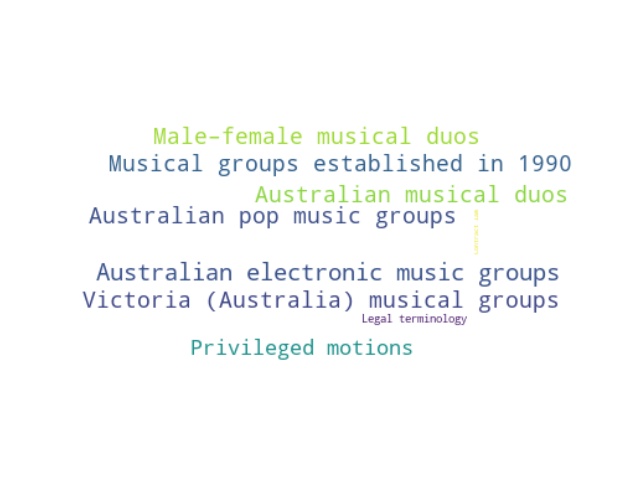 Male–female musical duos
Musical groups established in 1990
Australian musical duos
Australian pop music groups
Australian electronic music groups
Victoria (Australia) musical groups
Legal terminology
Privileged motions